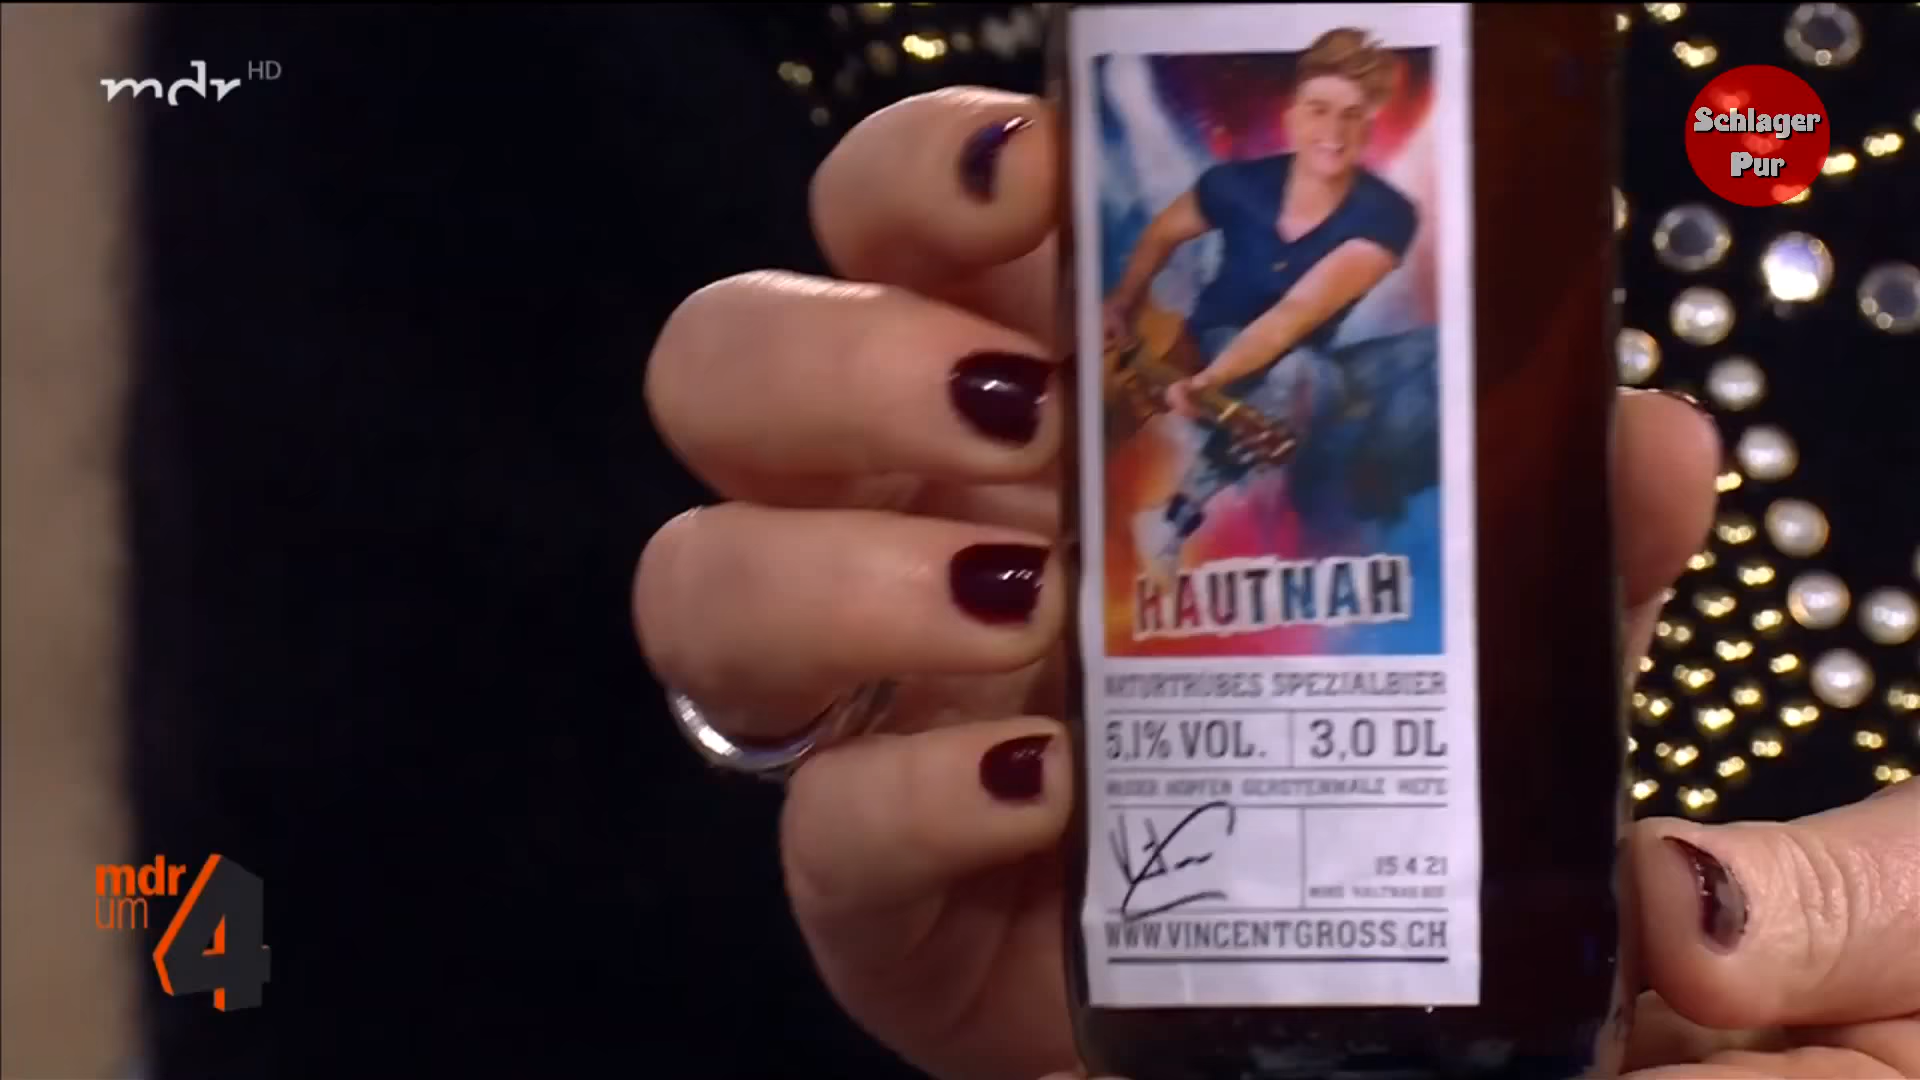 mdr HD
Schlager
Pur
HAUTNAH
NATURTRÜBES SPEZIALBIER
5,1% VOL. 3,0 DL
HOPFEN GERSTENMALZ HEFE
15.4.21
WWW.VINCENTGROSS.CH
mdr
um
4